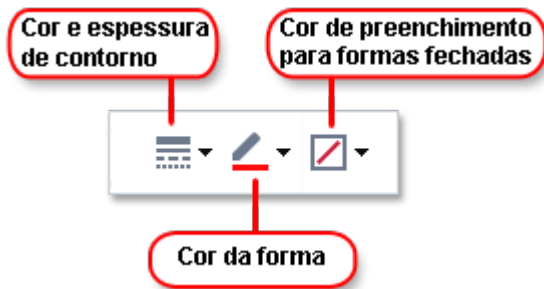 Cor e espessura
de contorno
Cor de preenchimento
para formas fechadas
Cor da forma